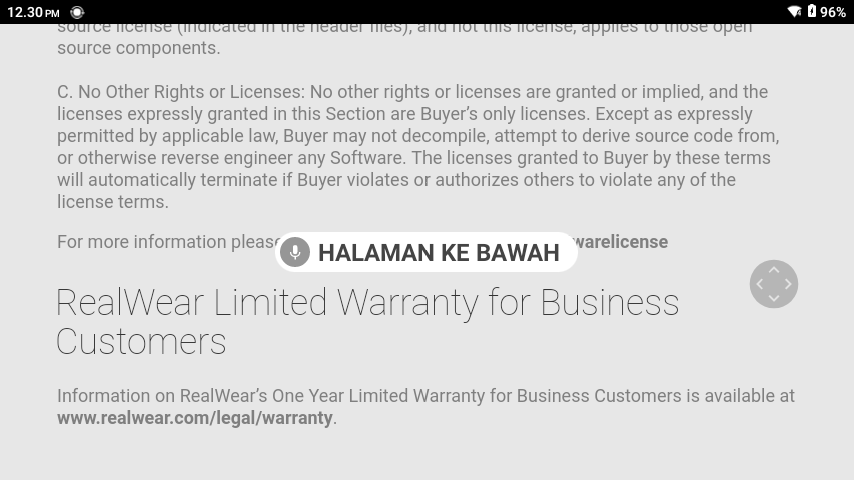 12.30 PM 96%
source license (indicated in the header files), and not this license, applies to those open
source components.
C. No Other Rights or Licenses: No other rights or licenses are granted or implied, and the
licenses expressly granted in this Section are Buyer’s only licenses. Except as expressly
permitted by applicable law, Buyer may not decompile, attempt to derive source code from,
or otherwise reverse engineer any Software. The licenses granted to Buyer by these terms
will automatically terminate if Buyer violates or authorizes others to violate any of the
license terms.
For more information
HALAMAN KE BAWAH
RealWear Limited Warranty for Business
Customers
Information on RealWear’s One Year Limited Warranty for Business Customers is available at
www.realwear.com/legal/warranty.